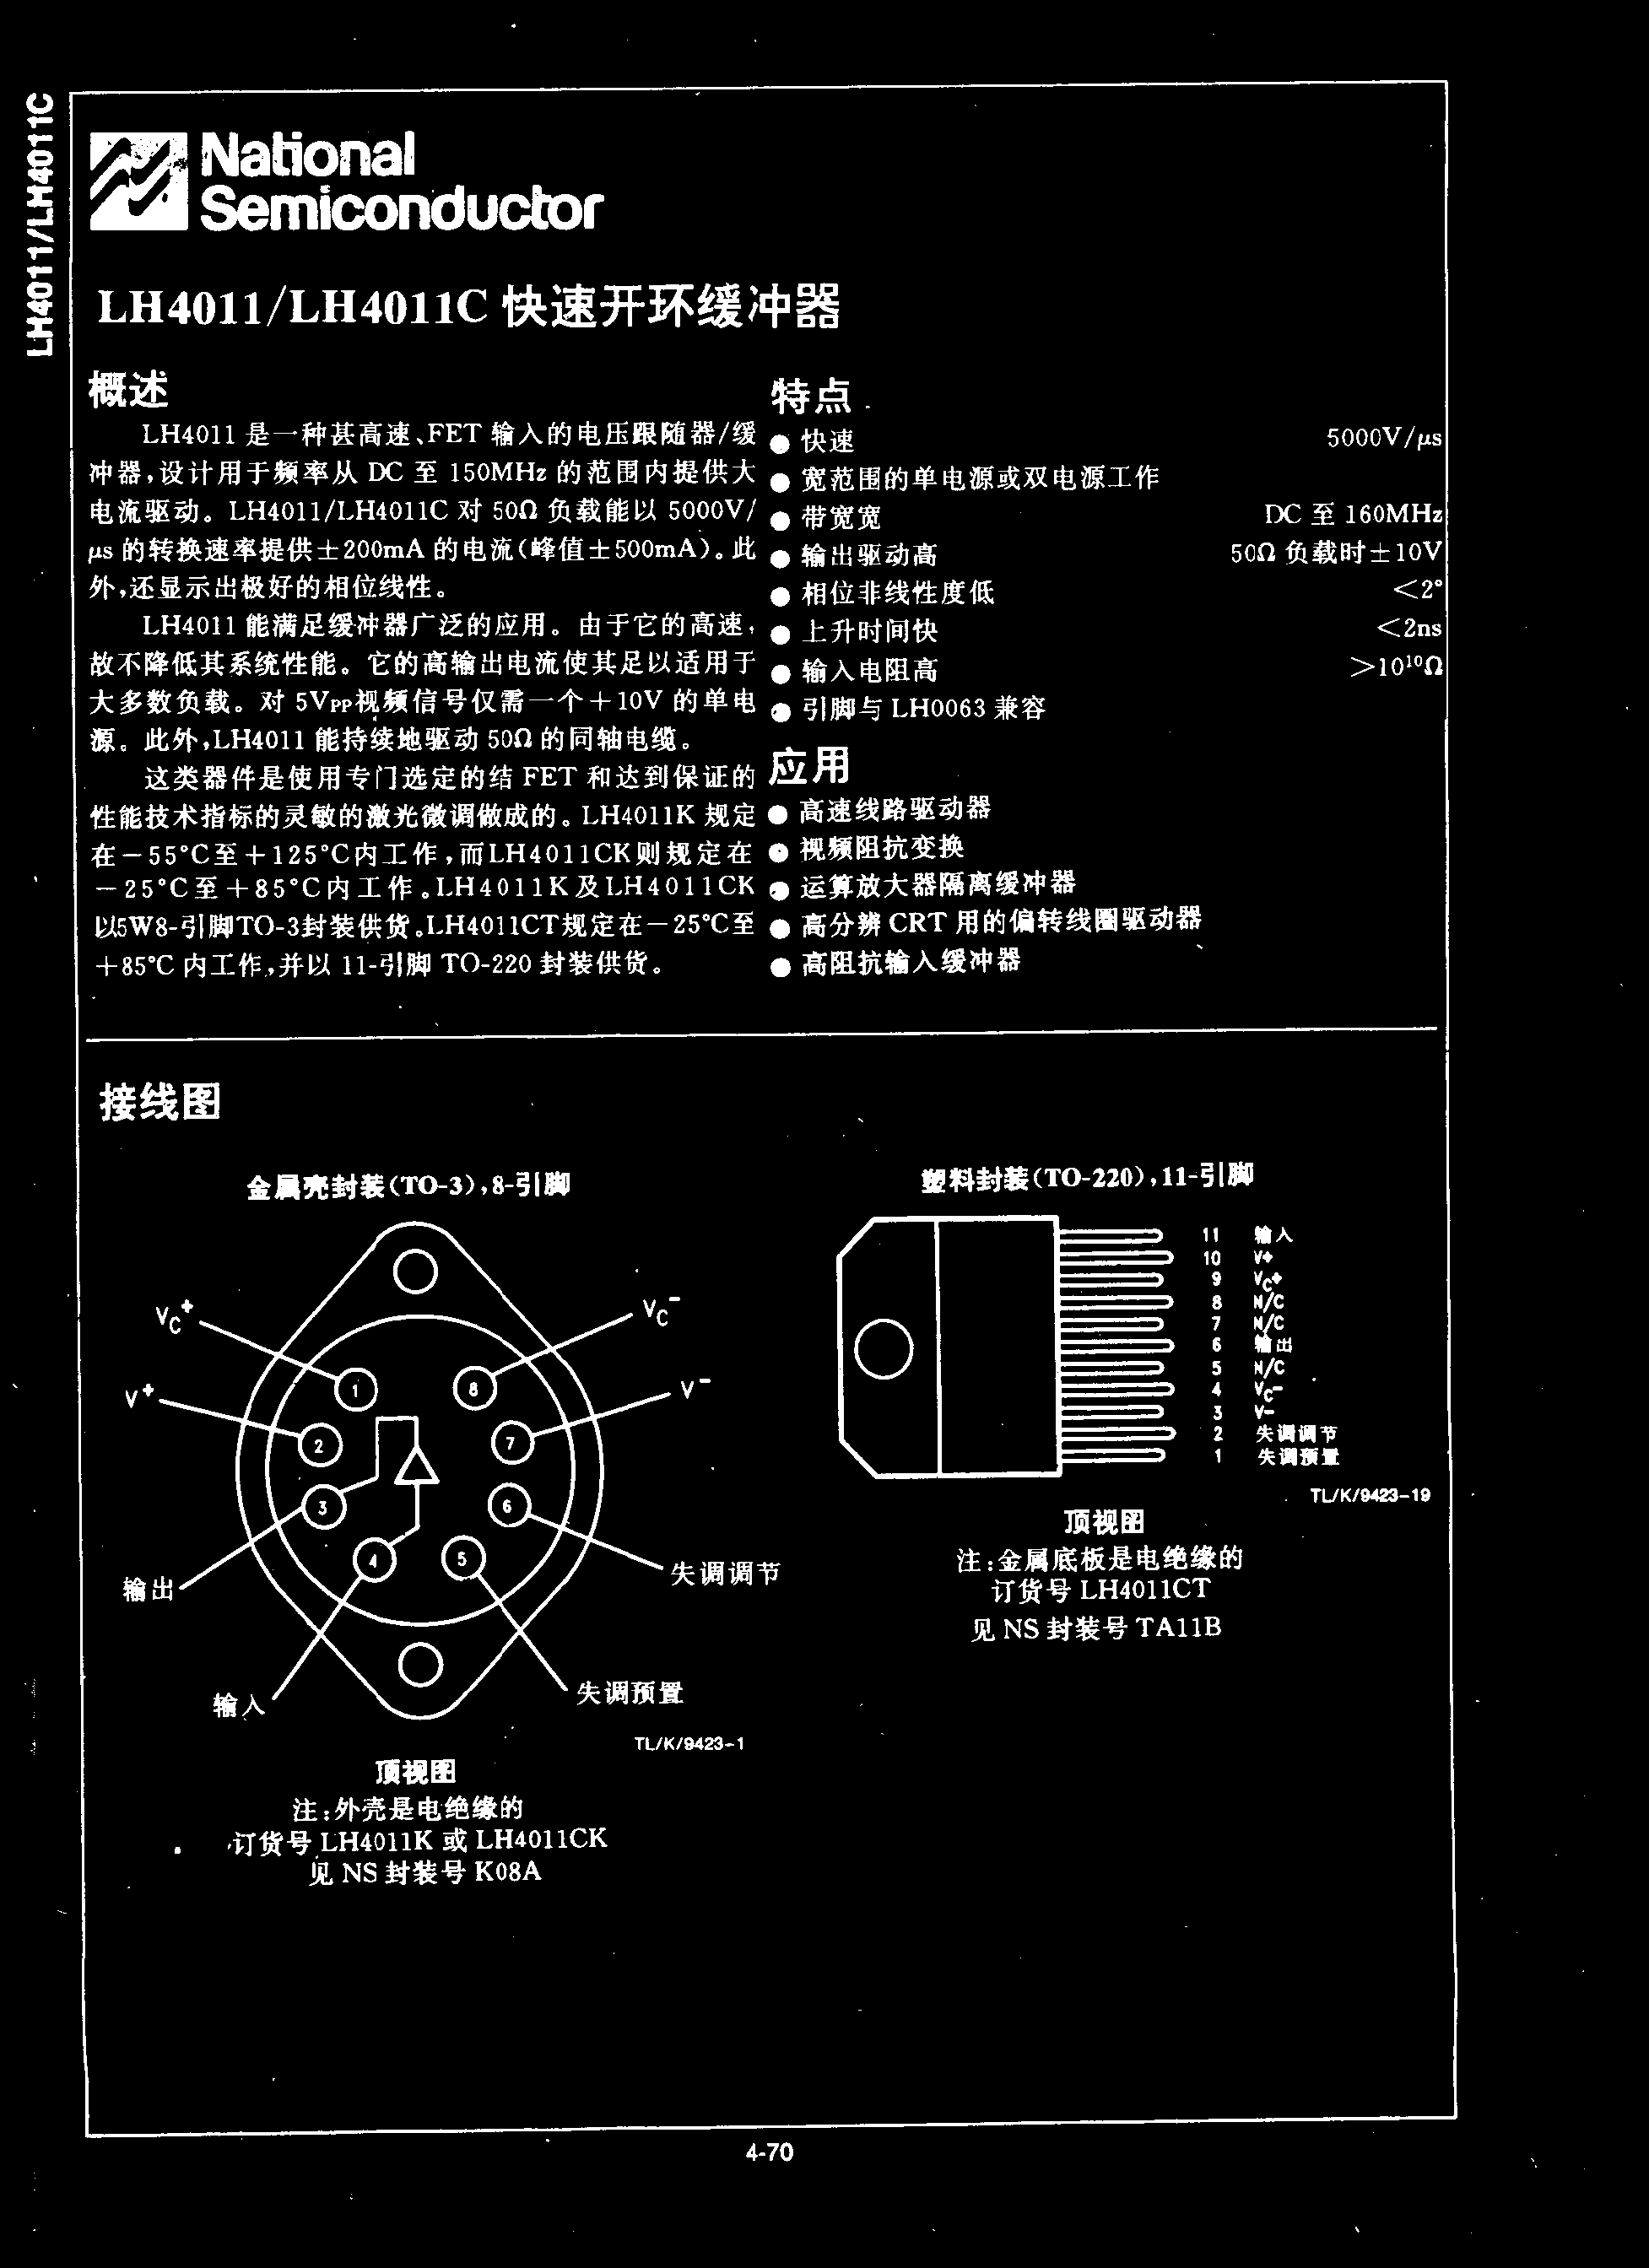 LH4011/LH4011C
National
Semiconductor
LH4011/LH4011C 快速开环缓冲器
概述
LH4011 是一种甚高速、FET 输入的电压跟随器/缓
冲器,设计用于频率从 DC 至 150MHz 的范围内提供大
电流驱动。LH4011/LH4011C 对 50Ω 负载能以 5000V/
μs 的转换速率提供±200mA 的电流(峰值±500mA)。此
外,还显示出极好的相位线性。
LH4011 能满足缓冲器广泛的应用。由于它的高速,
故不降低其系统性能。它的高输出电流使其足以适用于
大多数负载。对 5VPP视频信号仅需一个+10V 的单电
源。此外,LH4011 能持续地驱动 50Ω 的同轴电缆。
这类器件是使用专门选定的结 FET 和达到保证的
性能技术指标的灵敏的激光微调做成的。LH4011K 规定
在-55°C至+125°C内工作,而LH4011CK则规定在
-25°C至+85°C内工作。LH4011K及LH4011CK
以5W8-引脚TO-3封装供货。LH4011CT规定在-25°C至
+85°C 内工作,并以 11-引脚 TO-220 封装供货。
特点
● 快速 5000V/μs
● 宽范围的单电源或双电源工作
● 带宽宽 DC 至 160MHz
● 输出驱动高 50Ω 负载时±10V
● 相位非线性度低 <2°
● 上升时间快 <2ns
● 输入电阻高 >10¹⁰Ω
● 引脚与 LH0063 兼容
应用
● 高速线路驱动器
● 视频阻抗变换
● 运算放大器隔离缓冲器
● 高分辨 CRT 用的偏转线圈驱动器
● 高阻抗输入缓冲器
接线图
金属壳封装(TO-3),8-引脚
VC+
VC-
V+
V-
1
8
2
7
3
6
4
5
输出
失调调节
输入
失调预置
TL/K/9423-1
顶视图
注:外壳是电绝缘的
订货号 LH4011K 或 LH4011CK
见 NS 封装号 K08A
塑料封装(TO-220),11-引脚
11 输入
10 V+
9 VC+
8 N/C
7 N/C
6 输出
5 N/C
4 VC-
3 V-
2 失调调节
1 失调预置
TL/K/9423-19
顶视图
注:金属底板是电绝缘的
订货号 LH4011CT
见 NS 封装号 TA11B
4-70